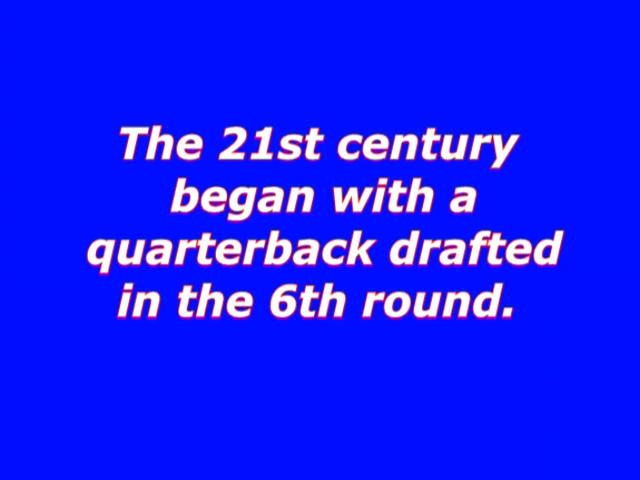 The 21st century
began with a
quarterback drafted
in the 6th round.